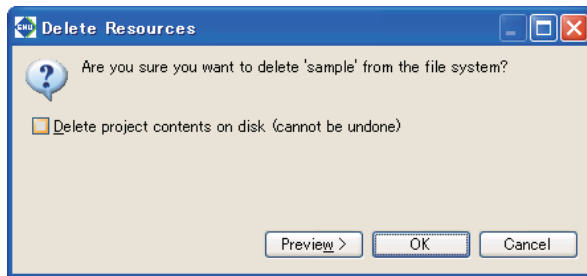 GNU Delete Resources
Are you sure you want to delete 'sample' from the file system?
Delete project contents on disk (cannot be undone)
Preview > OK Cancel